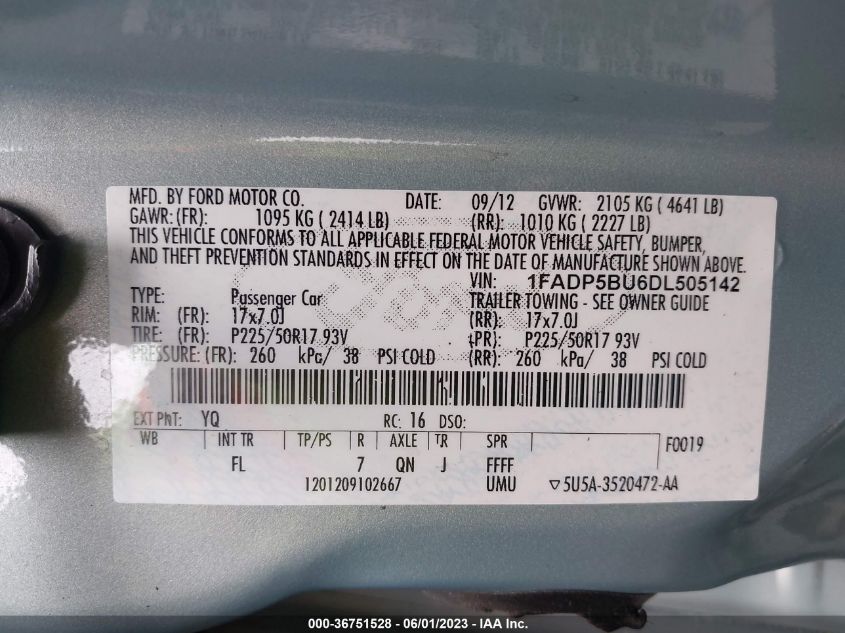 MFD. BY FORD MOTOR CO. DATE: 09/12 GVWR: 2105 KG ( 4641 LB)
GAWR: (FR): 1095 KG ( 2414 LB) (RR): 1010 KG ( 2227 LB)
THIS VEHICLE CONFORMS TO ALL APPLICABLE FEDERAL MOTOR VEHICLE SAFETY, BUMPER,
AND THEFT PREVENTION STANDARDS IN EFFECT ON THE DATE OF MANUFACTURE SHOWN ABOVE.
VIN: 1FADP5BU6DL505142
TYPE: Passenger Car TRAILER TOWING - SEE OWNER GUIDE
RIM: (FR): 17x7.0J (RR): 17x7.0J
TIRE: (FR): P225/50R17 93V (PR): P225/50R17 93V
PRESSURE: (FR): 260 kPa/ 38 PSI COLD (RR): 260 kPa/ 38 PSI COLD
EXT PNT: YQ RC: 16 DSO:
WB INT TR TP/PS R AXLE TR SPR F0019
FL 7 QN J FFFF
1201209102667 UMU ▽5U5A-3520472-AA
000-36751528 - 06/01/2023 - IAA Inc.